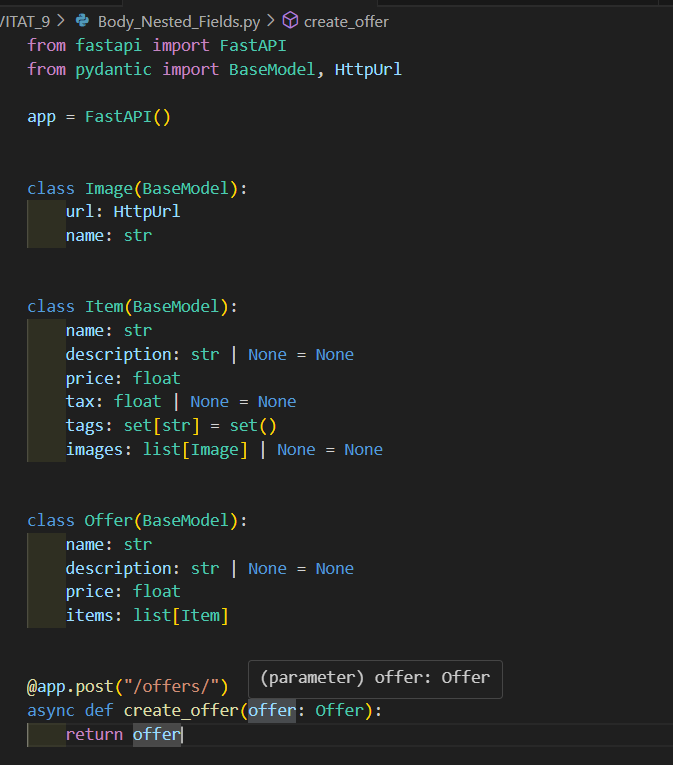 VITAT_9 > Body_Nested_Fields.py > create_offer
from fastapi import FastAPI
from pydantic import BaseModel, HttpUrl

app = FastAPI()

class Image(BaseModel):
    url: HttpUrl
    name: str

class Item(BaseModel):
    name: str
    description: str | None = None
    price: float
    tax: float | None = None
    tags: set[str] = set()
    images: list[Image] | None = None

class Offer(BaseModel):
    name: str
    description: str | None = None
    price: float
    items: list[Item]

(parameter) offer: Offer
@app.post("/offers/")
async def create_offer(offer: Offer):
    return offer